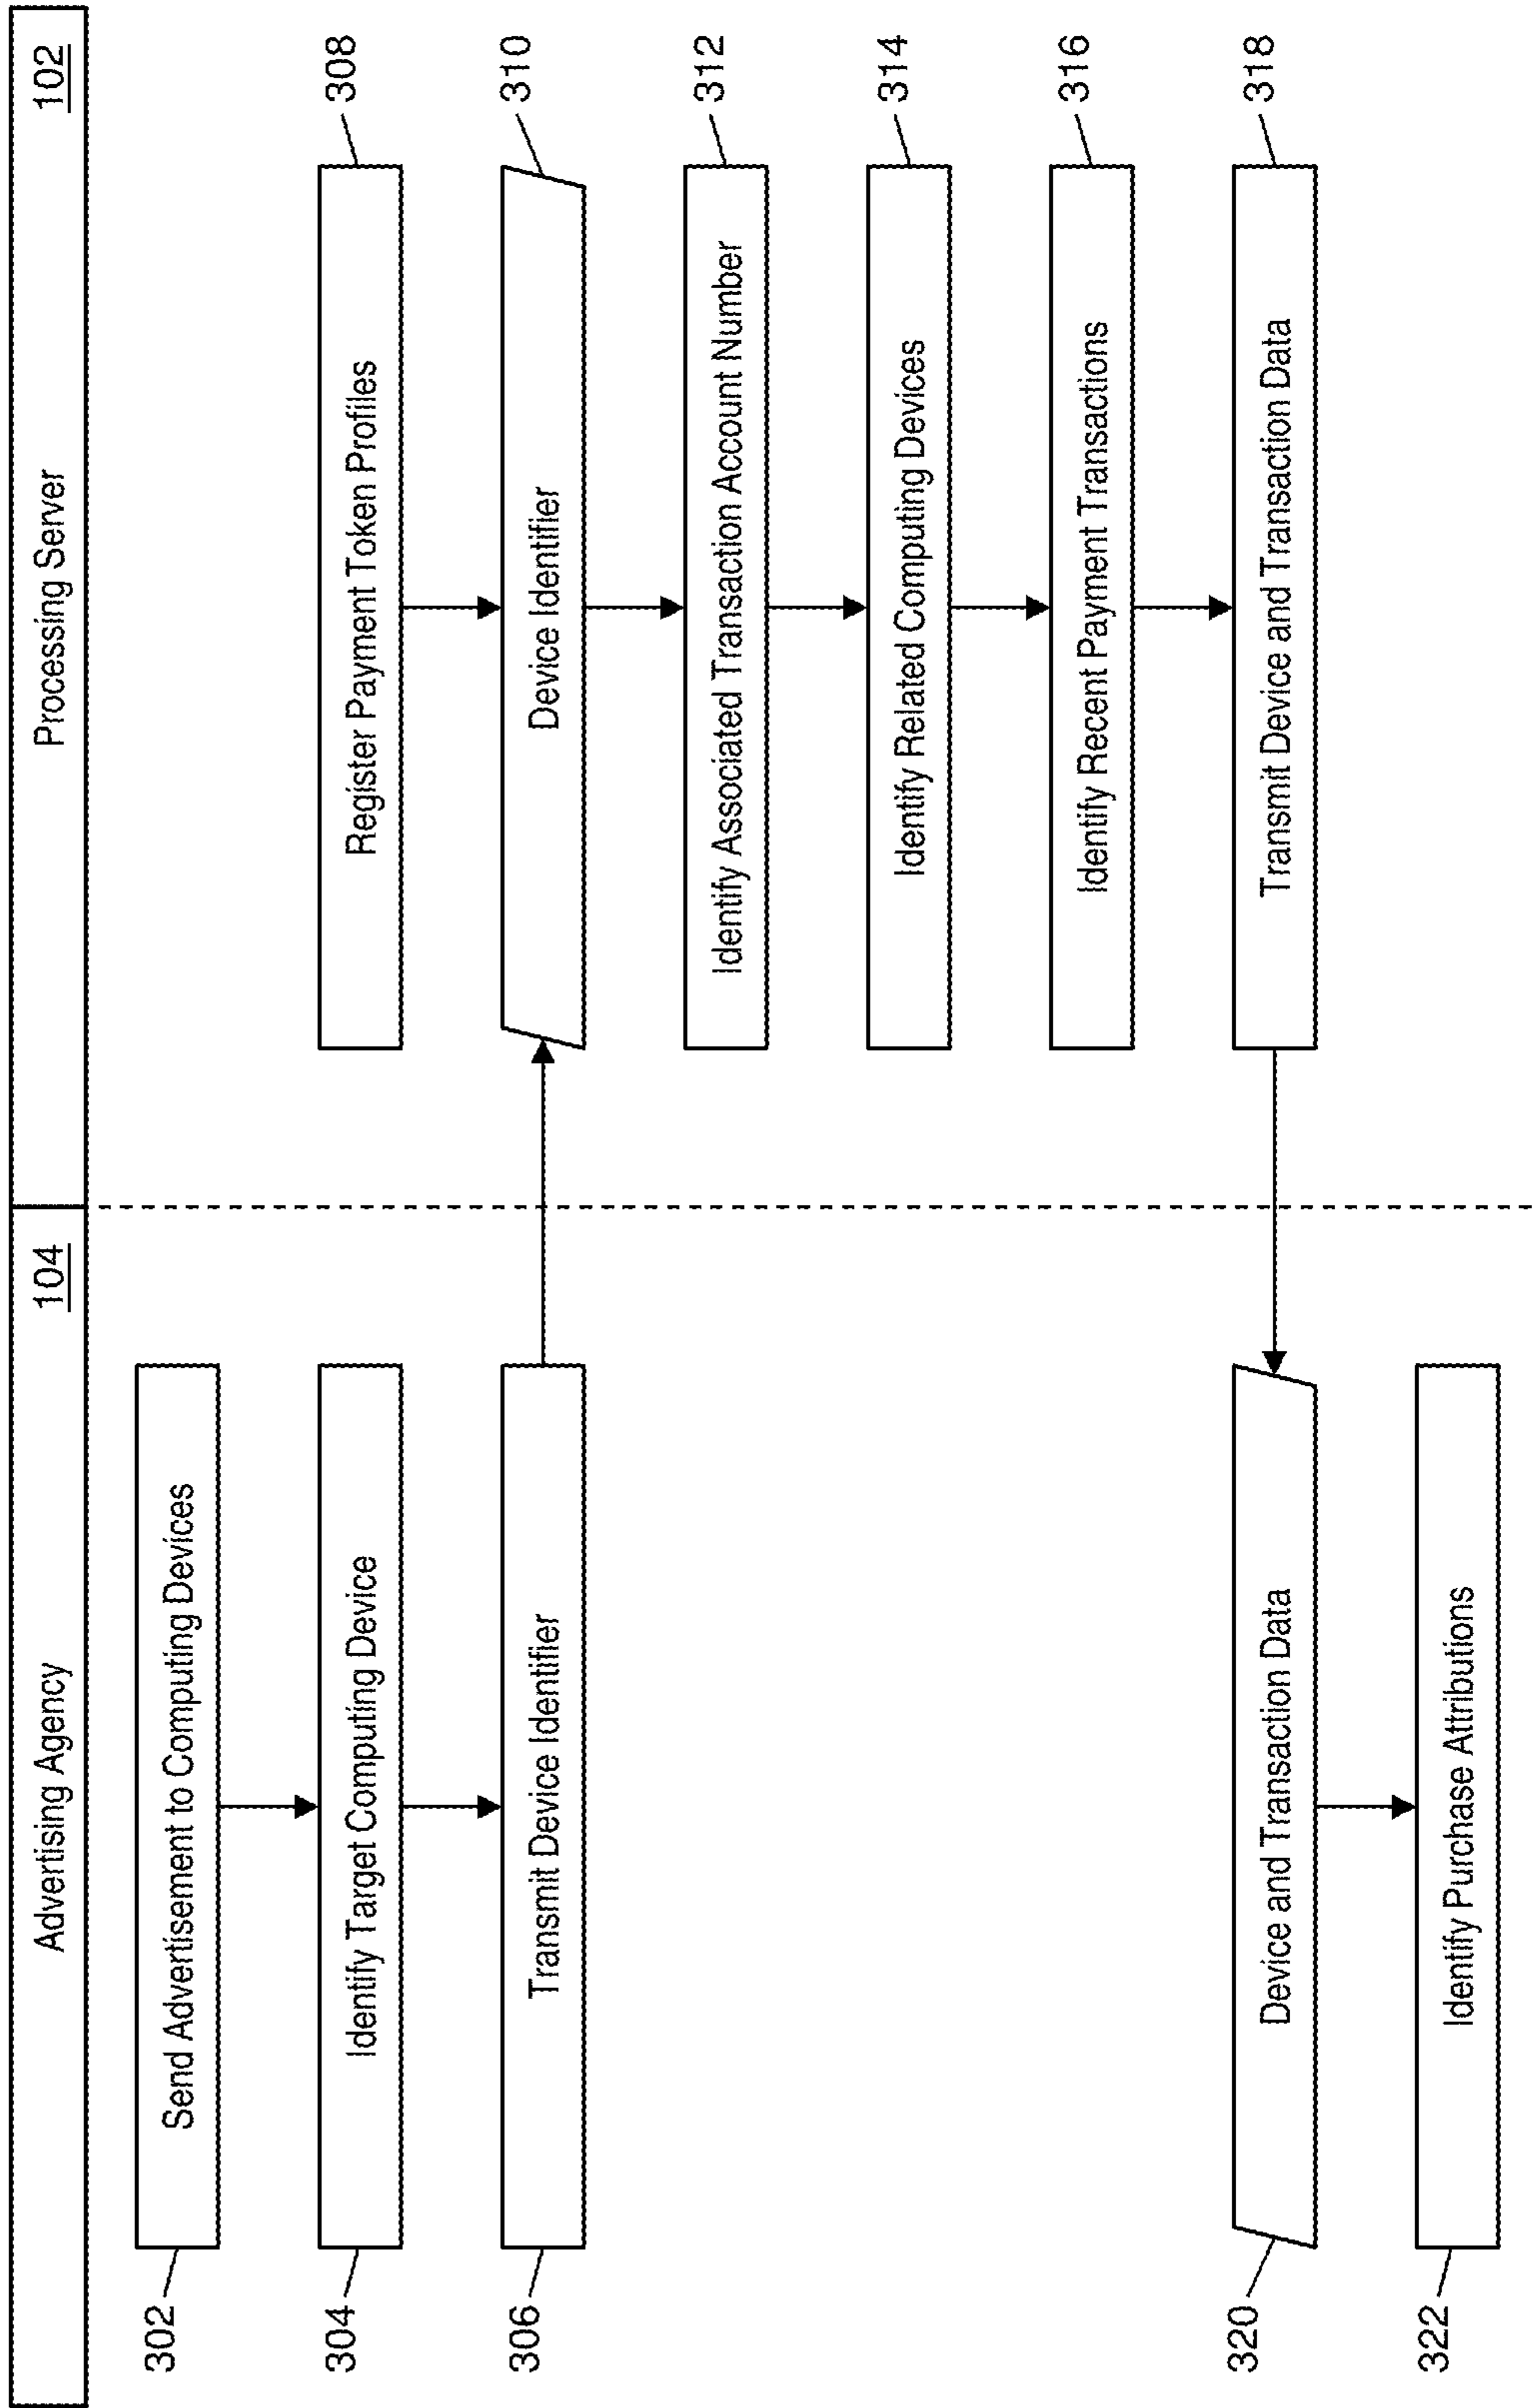 Advertising Agency 104
Processing Server 102
302
Send Advertisement to Computing Devices
304
Identify Target Computing Device
306
Transmit Device Identifier
Register Payment Token Profiles
308
Device Identifier
310
Identify Associated Transaction Account Number
312
Identify Related Computing Devices
314
Identify Recent Payment Transactions
316
Transmit Device and Transaction Data
318
320
Device and Transaction Data
322
Identify Purchase Attributions